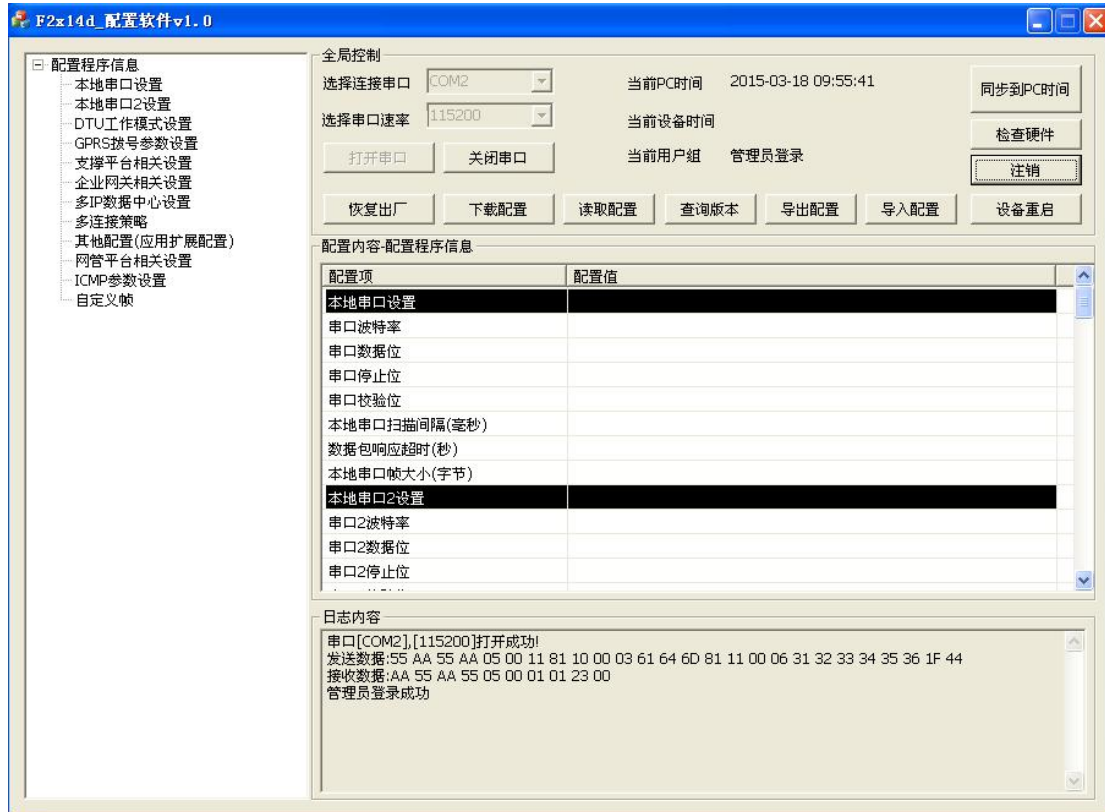 F2x14d_配置软件v1.0
配置程序信息
本地串口设置
本地串口2设置
DTU工作模式设置
GPRS拨号参数设置
支撑平台相关设置
企业网关相关设置
多IP数据中心设置
多连接策略
其他配置(应用扩展配置)
网管平台相关设置
ICMP参数设置
自定义帧
全局控制
选择连接串口 COM2 当前PC时间 2015-03-18 09:55:41 同步到PC时间
选择串口速率 115200 当前设备时间 检查硬件
打开串口 关闭串口 当前用户组 管理员登录 注销
恢复出厂 下载配置 读取配置 查询版本 导出配置 导入配置 设备重启
配置内容-配置程序信息
配置项 配置值
本地串口设置
串口波特率
串口数据位
串口停止位
串口校验位
本地串口扫描间隔(毫秒)
数据包响应超时(秒)
本地串口帧大小(字节)
本地串口2设置
串口2波特率
串口2数据位
串口2停止位
日志内容
串口[COM2],[115200]打开成功!
发送数据:55 AA 55 AA 05 00 11 81 10 00 03 61 64 6D 81 11 00 06 31 32 33 34 35 36 1F 44
接收数据:AA 55 AA 55 05 00 01 01 23 00
管理员登录成功